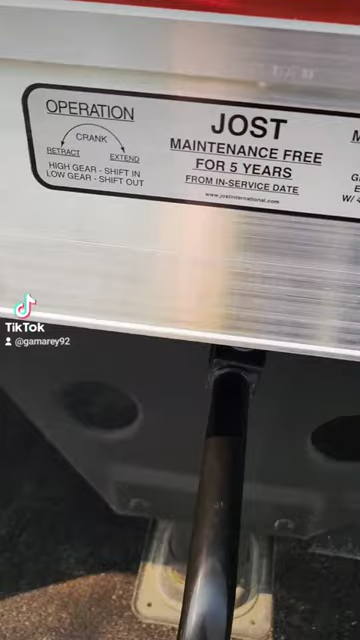 OPERATION
CRANK
RETRACT
EXTEND
HIGH GEAR - SHIFT IN
LOW GEAR - SHIFT OUT
JOST
MAINTENANCE FREE
FOR 5 YEARS
FROM IN-SERVICE DATE
www.jostinternational.com
M
G
E
W/ 4
TikTok
@gamarey92